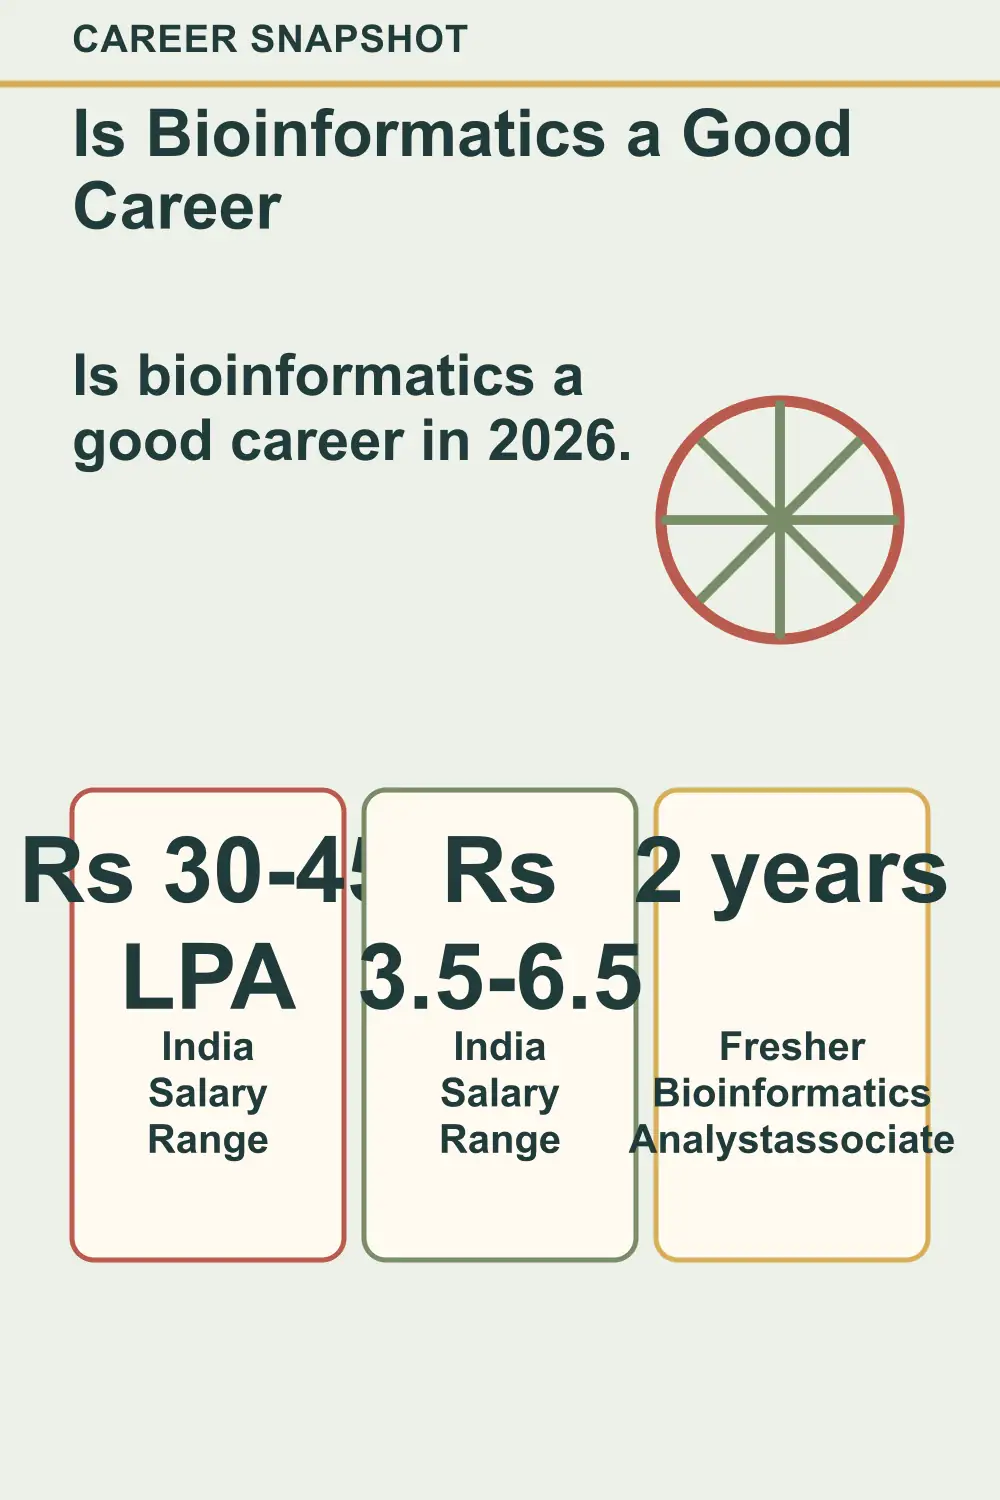 CAREER SNAPSHOT
Is Bioinformatics a Good
Career
Is bioinformatics a
good career in 2026.
Rs 30-45
LPA
India
Salary
Range
Rs
3.5-6.5
India
Salary
Range
2 years
Fresher
Bioinformatics
Analystassociate